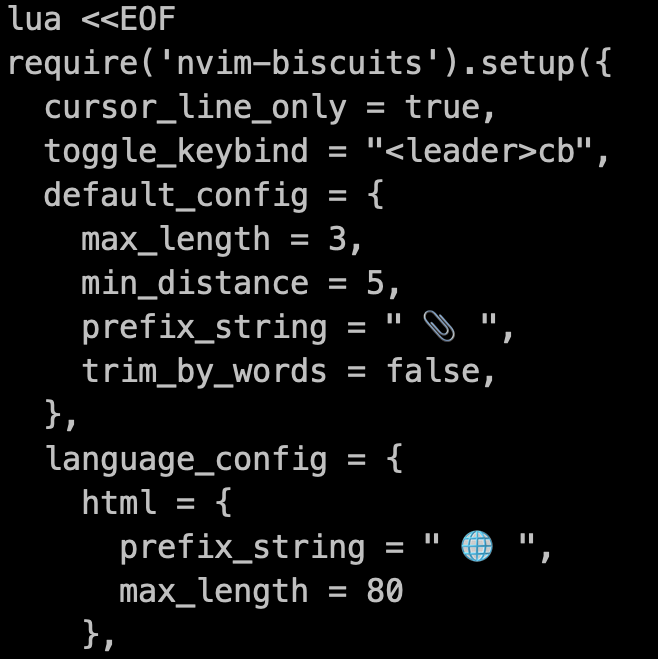 lua <<EOF
require('nvim-biscuits').setup({
  cursor_line_only = true,
  toggle_keybind = "<leader>cb",
  default_config = {
    max_length = 3,
    min_distance = 5,
    prefix_string = " 📎 ",
    trim_by_words = false,
  },
  language_config = {
    html = {
      prefix_string = " 🌐 ",
      max_length = 80
    },